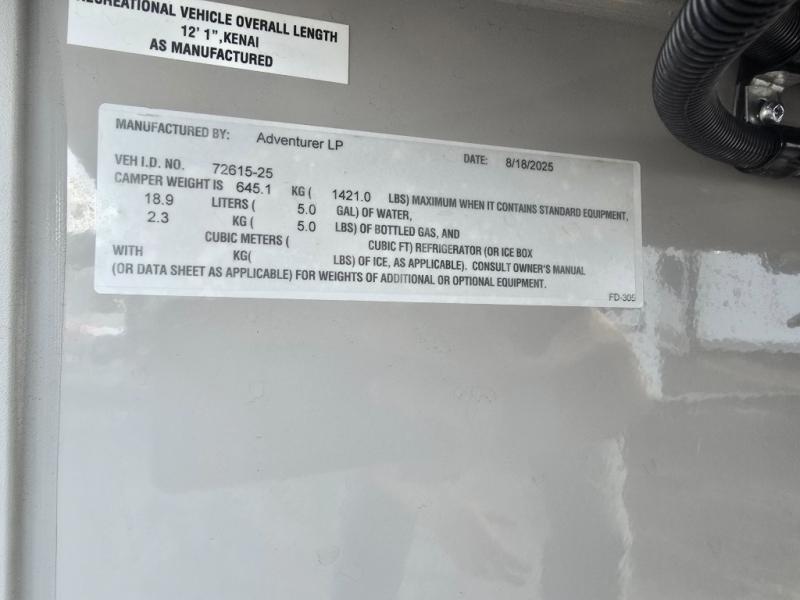 RECREATIONAL VEHICLE OVERALL LENGTH
12' 1",KENAI
AS MANUFACTURED
MANUFACTURED BY: Adventurer LP DATE: 8/18/2025
VEH I.D. NO. 72615-25
CAMPER WEIGHT IS 645.1 KG ( 1421.0 LBS) MAXIMUM WHEN IT CONTAINS STANDARD EQUIPMENT,
18.9 LITERS ( 5.0 GAL) OF WATER,
2.3 KG ( 5.0 LBS) OF BOTTLED GAS, AND
CUBIC METERS ( CUBIC FT) REFRIGERATOR (OR ICE BOX
WITH KG( LBS) OF ICE, AS APPLICABLE). CONSULT OWNER'S MANUAL
(OR DATA SHEET AS APPLICABLE) FOR WEIGHTS OF ADDITIONAL OR OPTIONAL EQUIPMENT.
FD-305